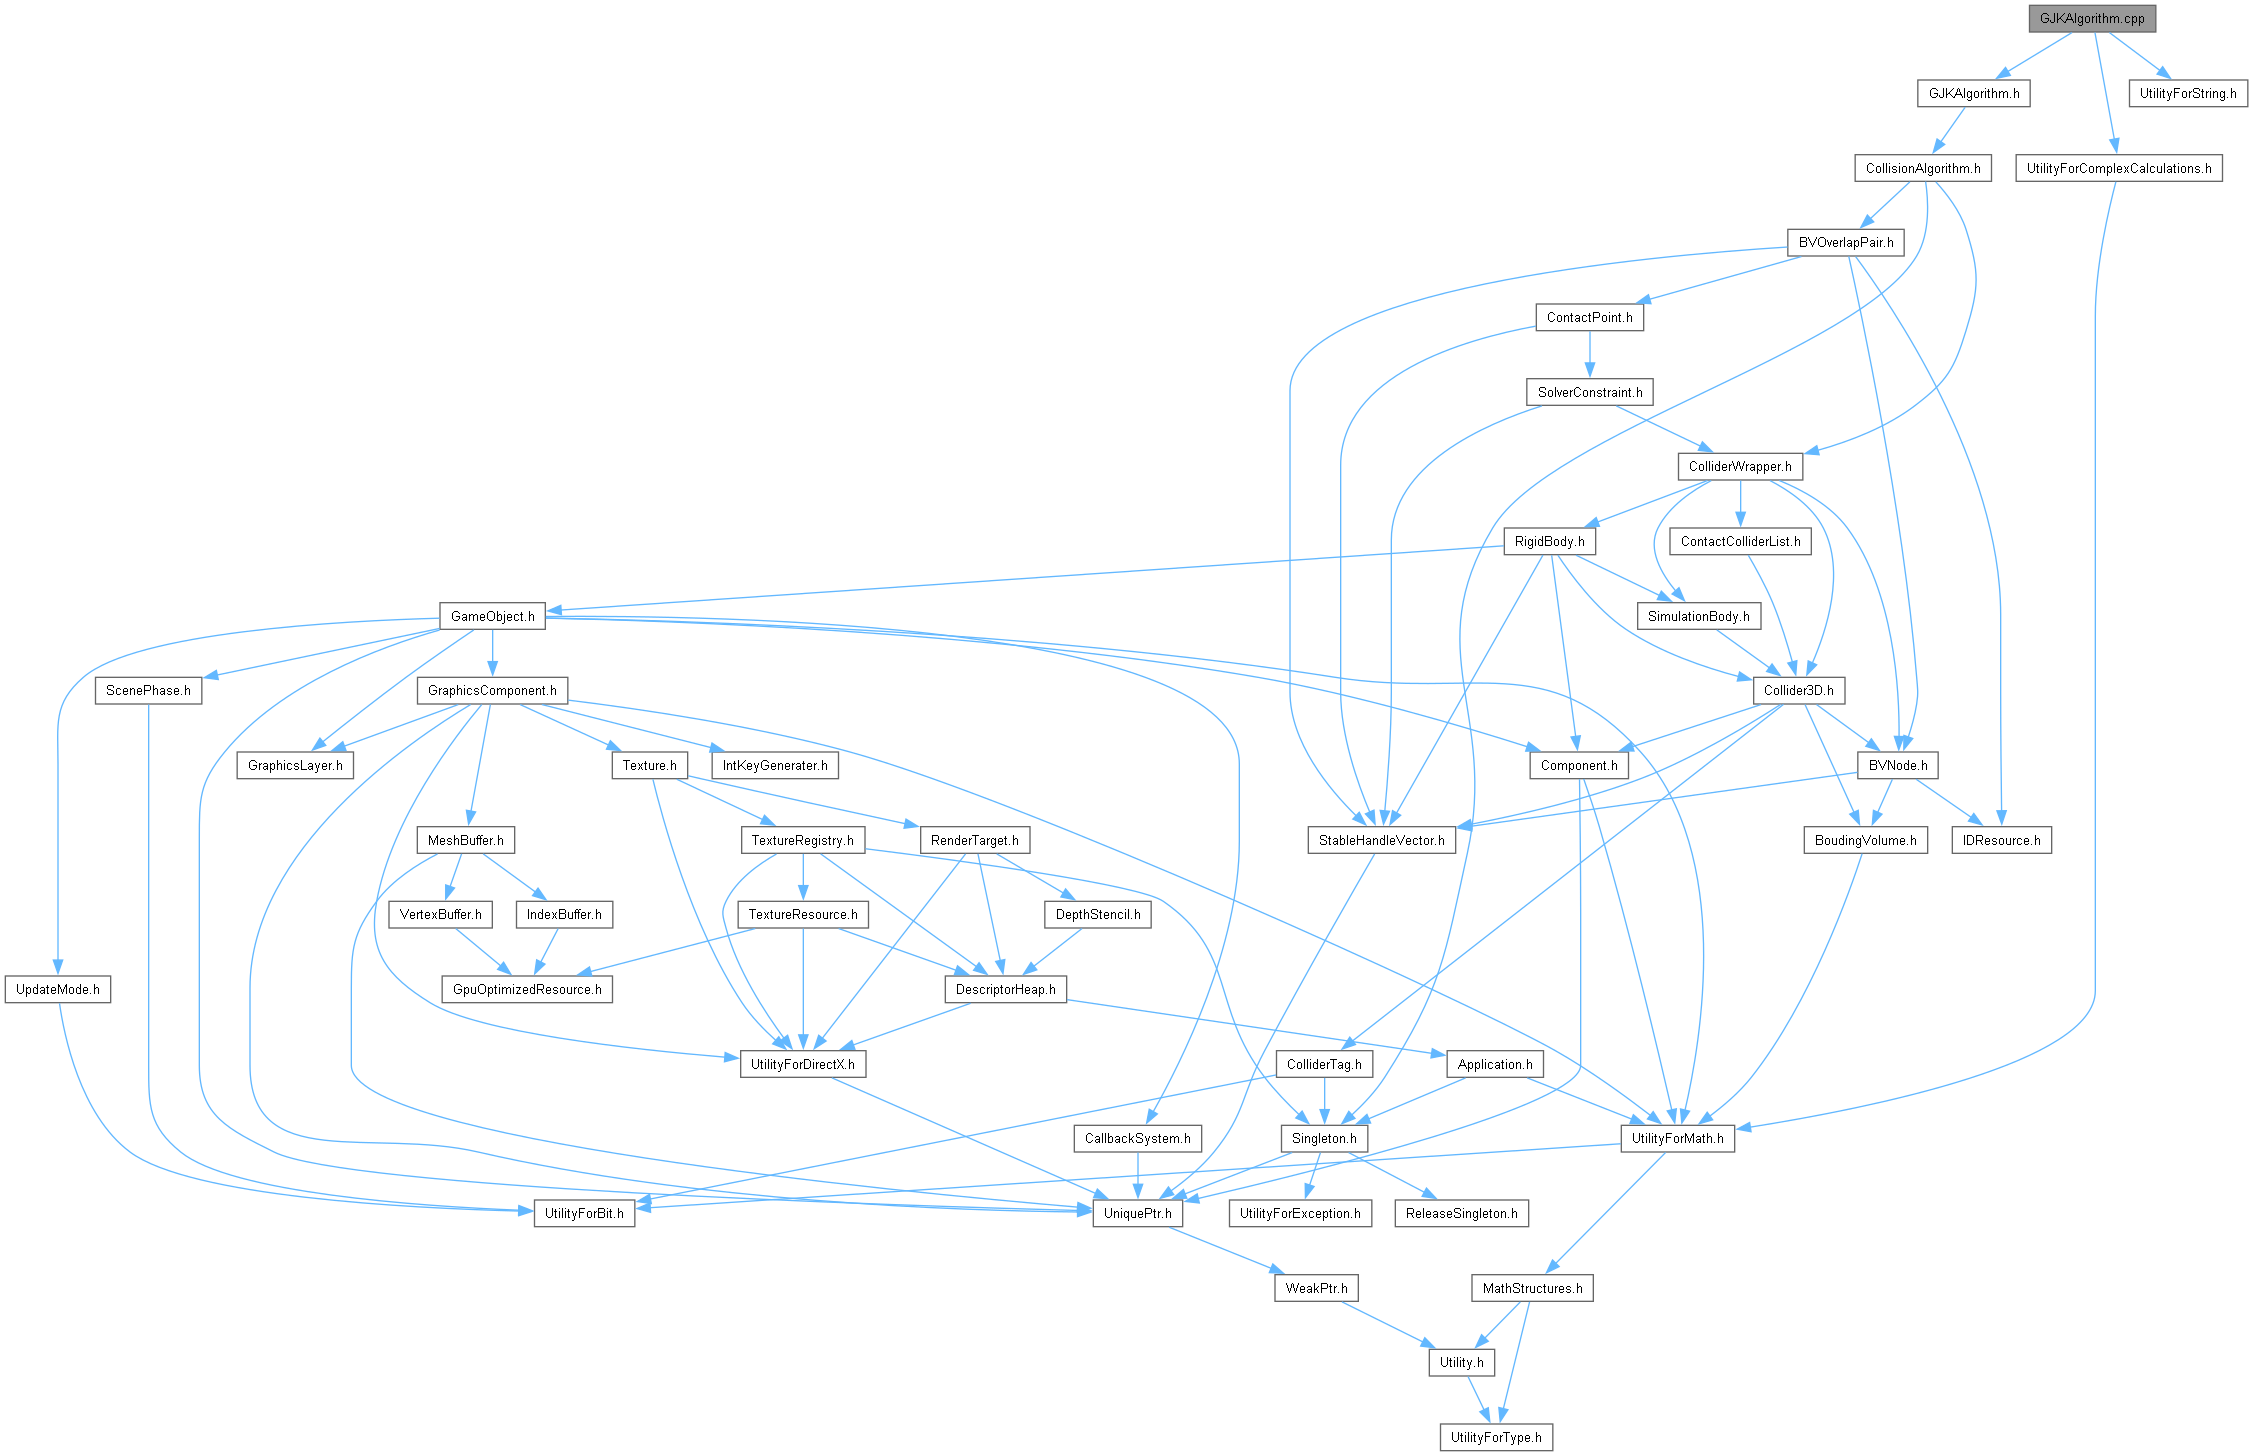 GJKAlgorithm.cpp
GJKAlgorithm.h
UtilityForString.h
CollisionAlgorithm.h
UtilityForComplexCalculations.h
BVOverlapPair.h
ContactPoint.h
SolverConstraint.h
ColliderWrapper.h
RigidBody.h
ContactColliderList.h
GameObject.h
SimulationBody.h
ScenePhase.h
GraphicsComponent.h
Collider3D.h
GraphicsLayer.h
Texture.h
IntKeyGenerater.h
Component.h
BVNode.h
MeshBuffer.h
TextureRegistry.h
RenderTarget.h
StableHandleVector.h
BoudingVolume.h
IDResource.h
VertexBuffer.h
IndexBuffer.h
TextureResource.h
DepthStencil.h
UpdateMode.h
GpuOptimizedResource.h
DescriptorHeap.h
UtilityForDirectX.h
ColliderTag.h
Application.h
CallbackSystem.h
Singleton.h
UtilityForMath.h
UtilityForBit.h
UniquePtr.h
UtilityForException.h
ReleaseSingleton.h
WeakPtr.h
MathStructures.h
Utility.h
UtilityForType.h